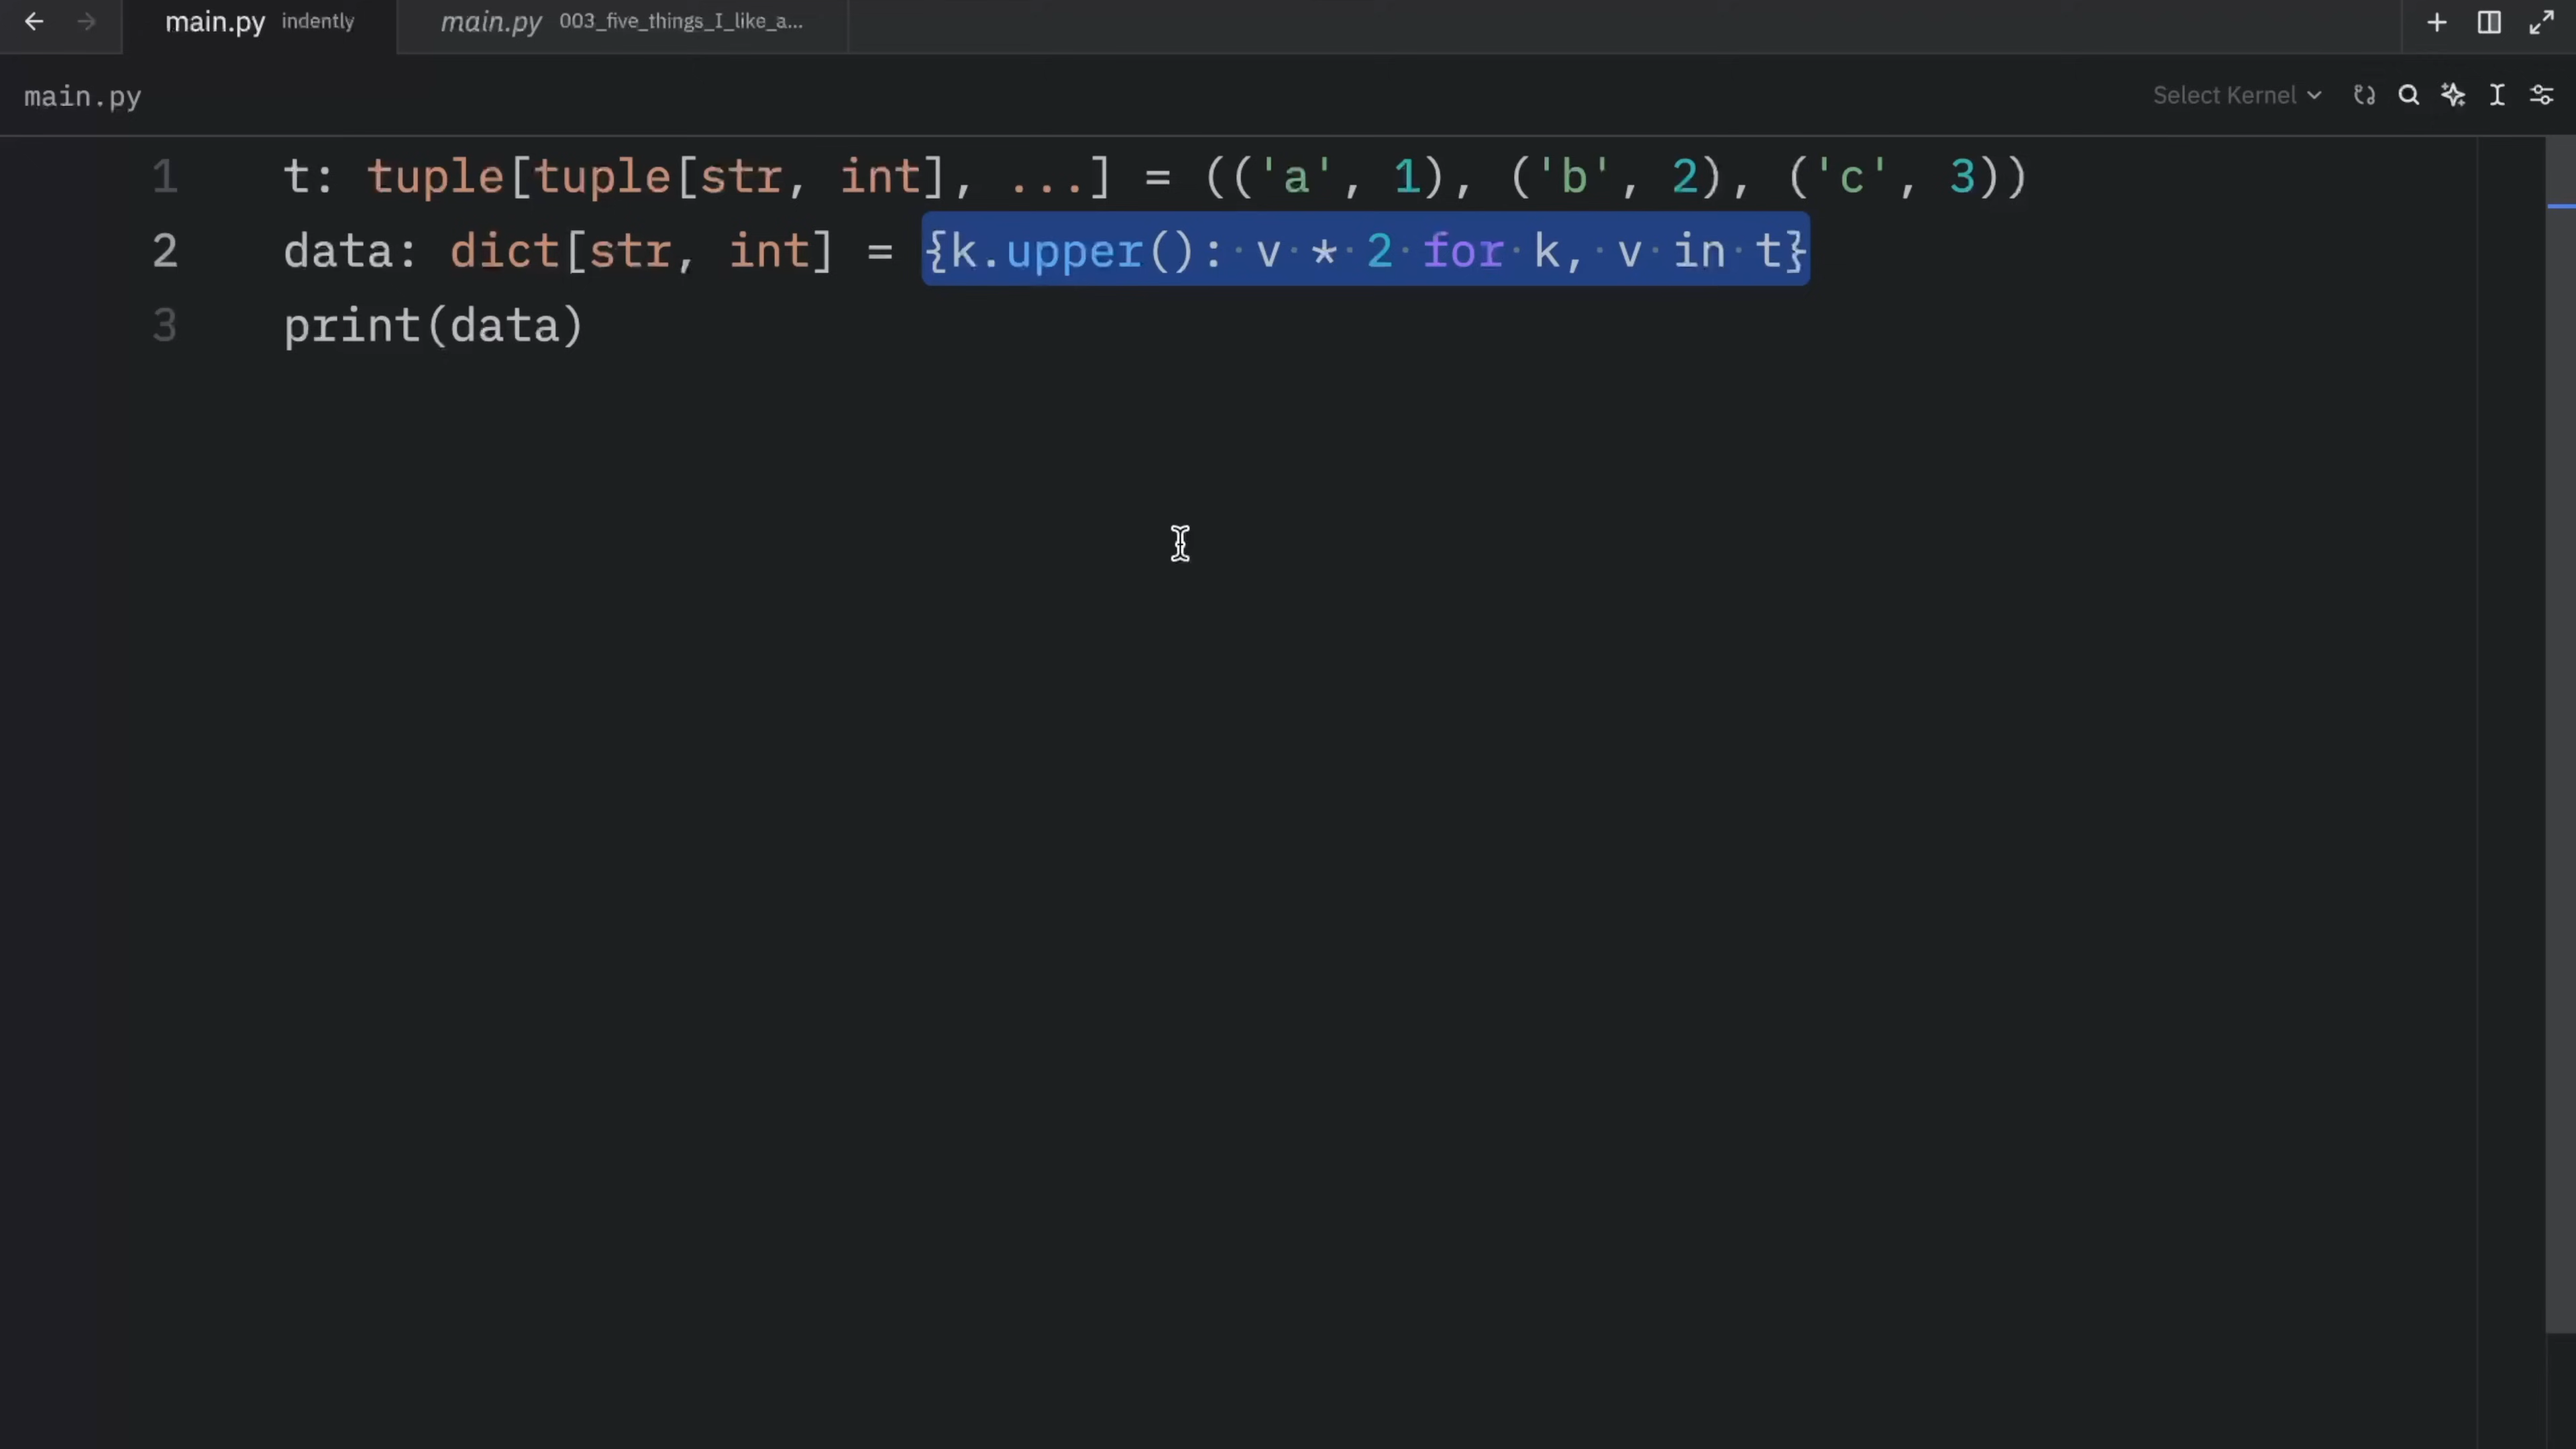 main.py indently main.py 003_five_things_I_like_a...
main.py Select Kernel
1 t: tuple[tuple[str, int], ...] = (('a', 1), ('b', 2), ('c', 3))
2 data: dict[str, int] = {k.upper(): v * 2 for k, v in t}
3 print(data)